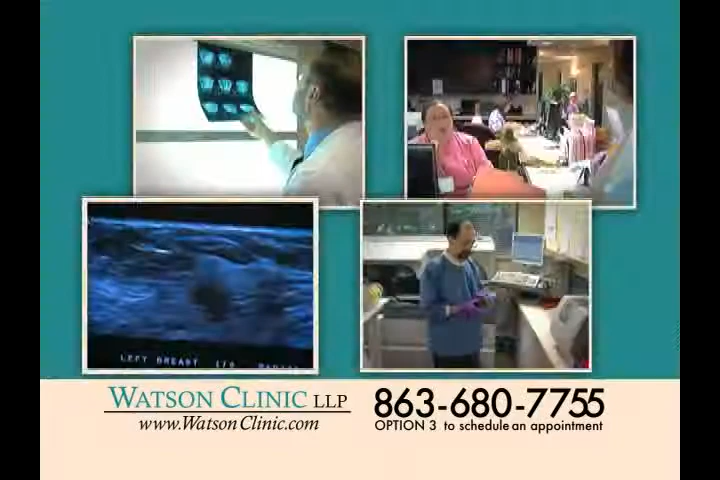 LEFT BREAST
WATSON CLINIC LLP
www.WatsonClinic.com
863-680-7755
OPTION 3 to schedule an appointment